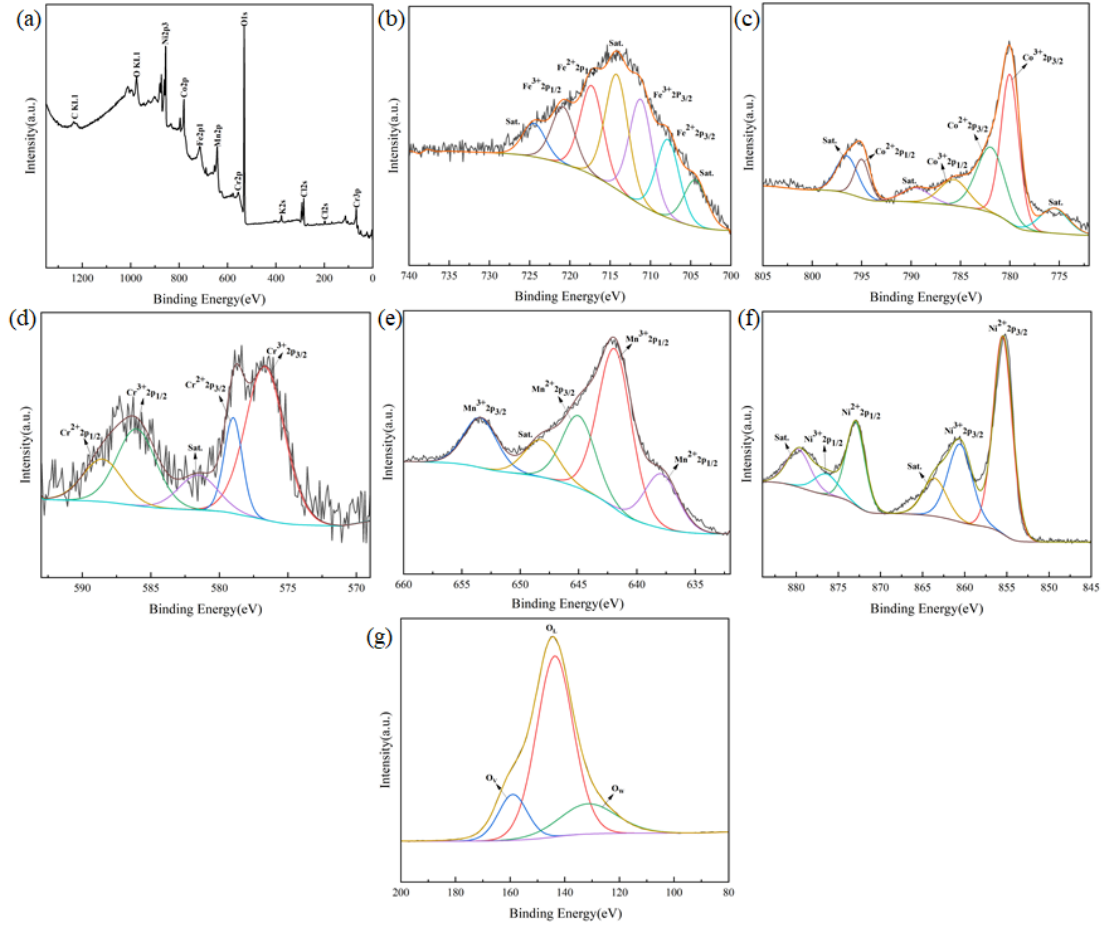 (a)
Intensity(a.u.)
C KL1
O KL1
Ni2p3
Co2p
Fe2p1
Mn2p
Cr2p
O1s
K2s
Cl2s
Cl2s
Cr3p
1200 1000 800 600 400 200 0
Binding Energy(eV)
(b)
Intensity(a.u.)
Sat.
Fe3+2p1/2
Fe2+2p1/
Sat.
Fe3+2P3/2
Fe2+2p3/2
Sat.
740 735 730 725 720 715 710 705 700
Binding Energy(eV)
(c)
Intensity(a.u.)
Sat.
Co2+2p1/2
Sat.
Co3+2p1/2
Co2+2p3/2
Co3+2p3/2
Sat.
805 800 795 790 785 780 775
Binding Energy(eV)
(d)
Intensity(a.u.)
Cr2+2p1/2
Cr3+2p1/2
Sat.
Cr2+2p3/2
Cr3+2p3/2
590 585 580 575 570
Binding Energy(eV)
(e)
Intensity(a.u.)
Mn3+2p3/2
Sat.
Mn2+2p3/2
Mn3+2p1/2
Mn2+2p1/2
660 655 650 645 640 635
Binding Energy(eV)
(f)
Intensity(a.u.)
Sat.
Ni3+2p1/2
Ni2+2p1/2
Sat.
Ni3+2p3/2
Ni2+2p3/2
880 875 870 865 860 855 850 845
Binding Energy(eV)
(g)
Intensity(a.u.)
OV
OL
OW
200 180 160 140 120 100 80
Binding Energy(eV)